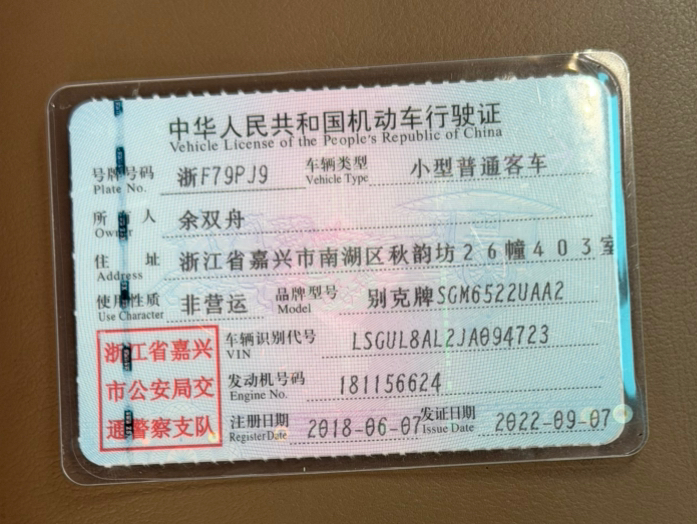 中华人民共和国机动车行驶证
Vehicle License of the People's Republic of China
号牌号码 浙F79PJ9 车辆类型 小型普通客车
Plate No. Vehicle Type
所有人 余双舟
Owner
住址 浙江省嘉兴市南湖区秋韵坊26幢403室
Address
使用性质 非营运 品牌型号 别克牌SGM6522UAA2
Use Character Model
浙江省嘉兴
市公安局交
通警察支队
车辆识别代号 LSGUL8AL2JA094723
VIN
发动机号码 181156624
Engine No.
注册日期 2018-06-07 发证日期 2022-09-07
Register Date Issue Date